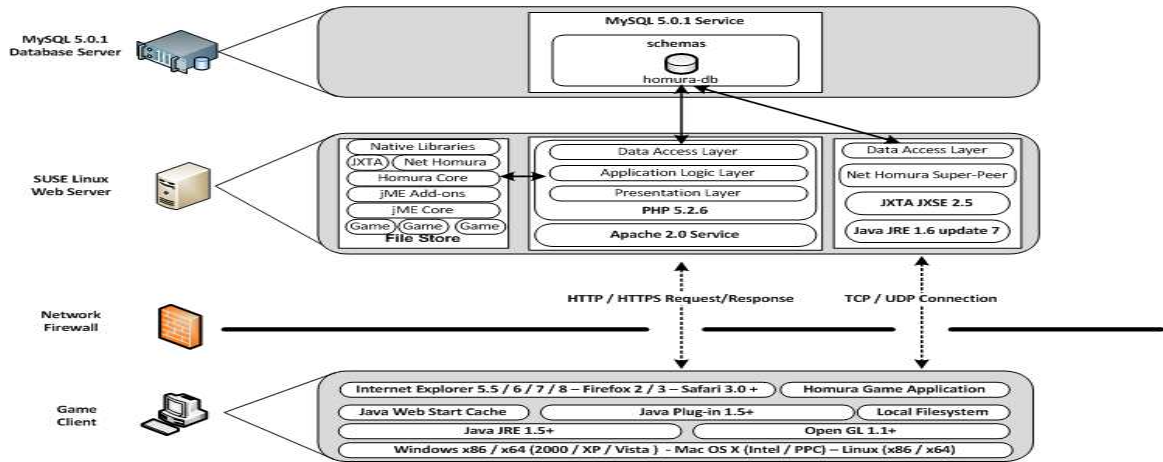 MySQL 5.0.1
Database Server
MySQL 5.0.1 Service
schemas
homura-db
SUSE Linux
Web Server
Native Libraries
JXTA
Net Homura
Homura Core
jME Add-ons
jME Core
Game
Game
Game
File Store
Data Access Layer
Application Logic Layer
Presentation Layer
PHP 5.2.6
Apache 2.0 Service
Data Access Layer
Net Homura Super-Peer
JXTA JXSE 2.5
Java JRE 1.6 update 7
HTTP / HTTPS Request/Response
TCP / UDP Connection
Network
Firewall
Game
Client
Internet Explorer 5.5 / 6 / 7 / 8 – Firefox 2 / 3 – Safari 3.0 +
Homura Game Application
Java Web Start Cache
Java Plug-in 1.5+
Local Filesystem
Java JRE 1.5+
Open GL 1.1+
Windows x86 / x64 (2000 / XP / Vista ) - Mac OS X (Intel / PPC) – Linux (x86 / x64)